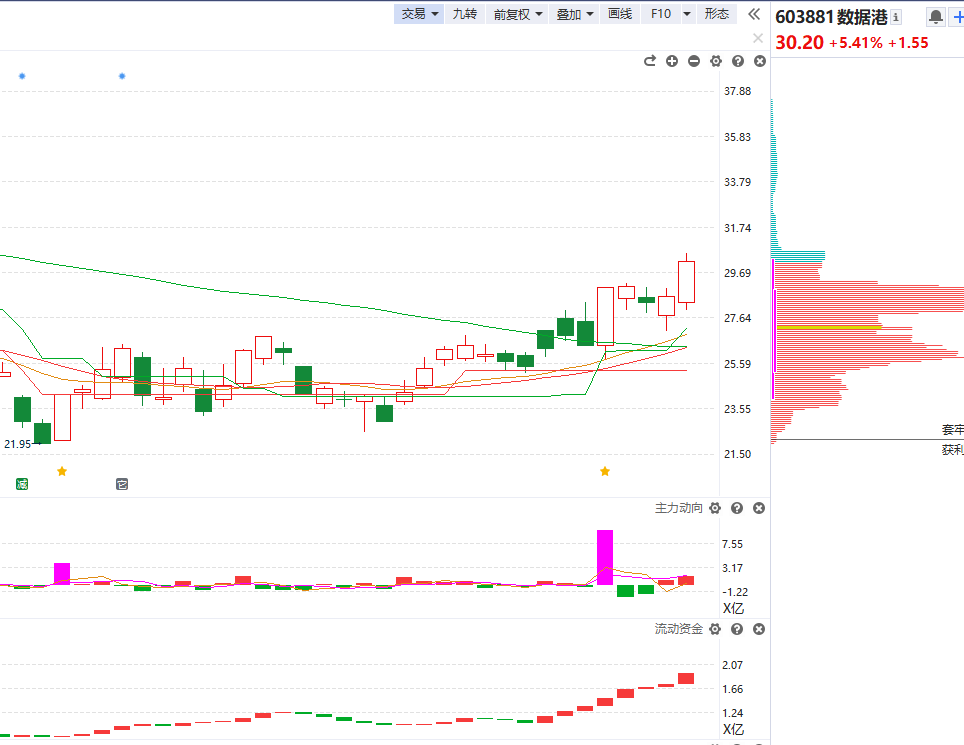 交易 九转 前复权 叠加 画线 F10 形态
603881 数据港
30.20 +5.41% +1.55
37.88
35.83
33.79
31.74
29.69
27.64
25.59
23.55
21.95
21.50
套牢
获利
减
它
主力动向
7.55
3.17
-1.22
X亿
流动资金
2.07
1.66
1.24
X亿